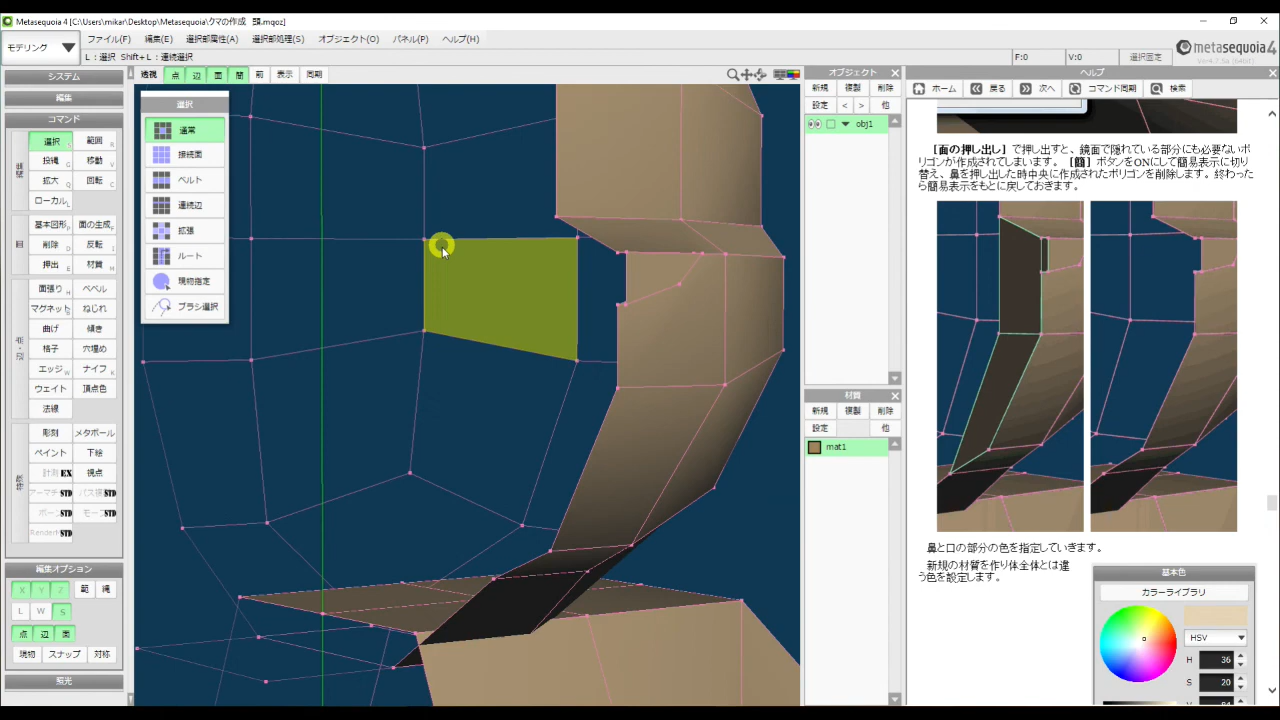 Metasequoia 4 [C:\Users\mikar\Desktop\Metasequoia\クマの作成　頭.mqoz]
モデリング
ファイル(F) 編集(E) 選択部属性(A) 選択部処理(S) オブジェクト(O) パネル(P) ヘルプ(H)
L : 選択 Shift+L : 連続選択
F:0 V:0 選択固定
metasequoia 4
Ver4.7.5a (64bit)
システム
編集
コマンド
選択 範囲
投縄 移動
拡大 回転
ローカル
基本図形 面の生成
削除 反転
押出 材質
面張り ベベル
マグネット ねじれ
曲げ 傾き
格子 穴埋め
エッジ ナイフ
ウェイト 頂点色
法線
彫刻 メタボール
ペイント 下絵
計測 EX 視点
編集オプション
X Y Z 範 縄
L W S
点 辺 面
現物 スナップ 対称
照光
透視 点 辺 面 簡 前 表示 同期
選択
通常
接続面
ベルト
連続辺
拡張
ルート
現物指定
ブラシ選択
オブジェクト
新規 複製 削除
設定 < > 他
obj1
材質
新規 複製 削除
設定 他
mat1
ヘルプ
ホーム 戻る 次へ コマンド同期 検索
【面の押し出し】で押し出すと、鏡面で隠れている部分にも必要ないポ
リゴンが作成されてしまいます。【簡】ボタンをONにして簡易表示に切り
替え、鼻を押し出した時中央に作成されたポリゴンを削除します。終わった
ら簡易表示をもとに戻しておきます。
鼻と口の部分の色を指定していきます。
新規の材質を作り体全体とは違
う色を設定します。
基本色
カラーライブラリ
HSV
H 36
S 20